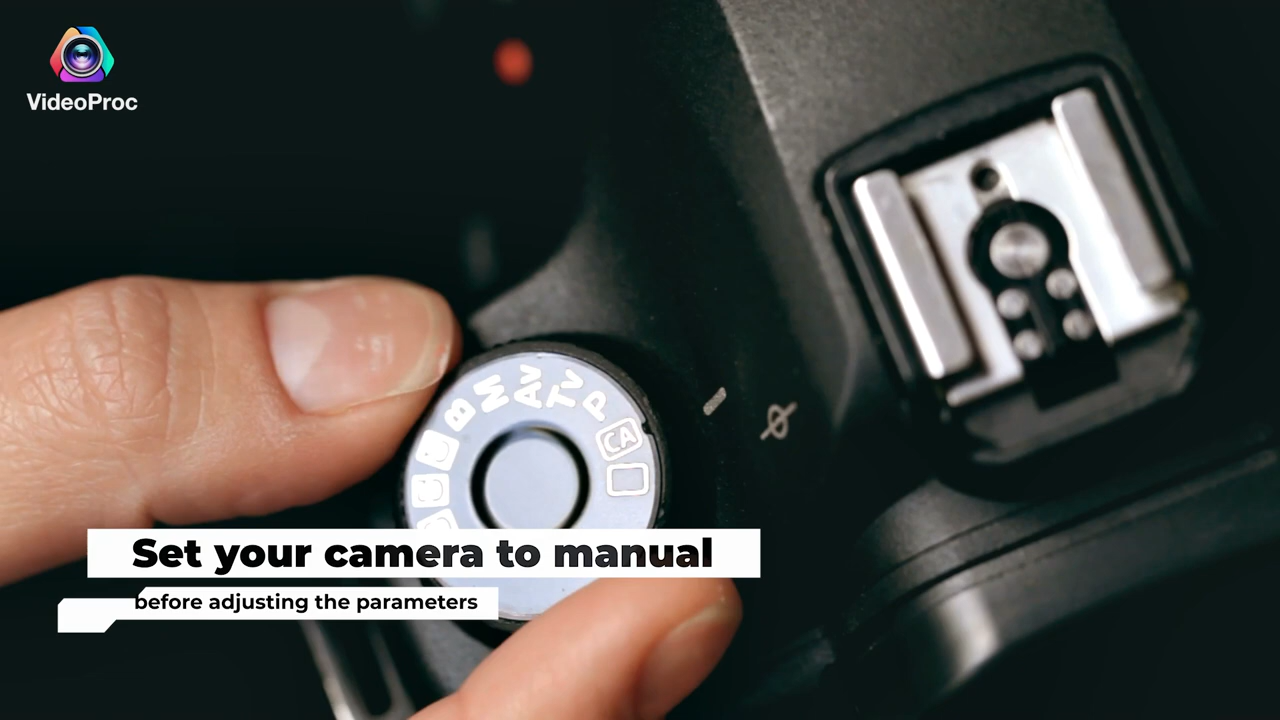 VideoProc
B
M
AV
TV
P
CA
Set your camera to manual
before adjusting the parameters